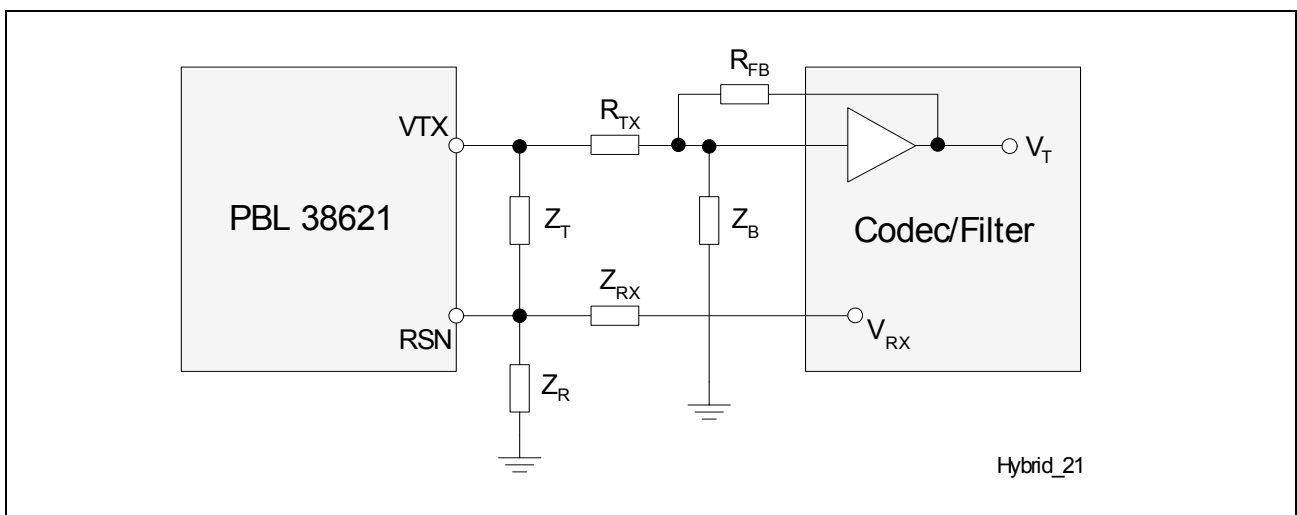 R_FB
R_TX
VTX
V_T
PBL 38621
Z_T
Z_B
Codec/Filter
Z_RX
RSN
V_RX
Z_R
Hybrid_21